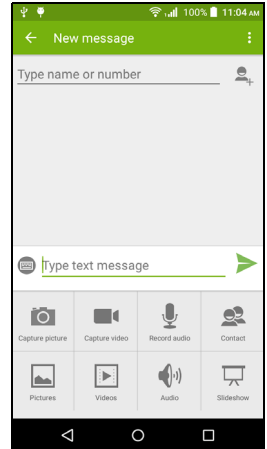 100% 11:04 AM
New message
Type name or number
Type text message
Capture picture Capture video Record audio Contact
Pictures Videos Audio Slideshow